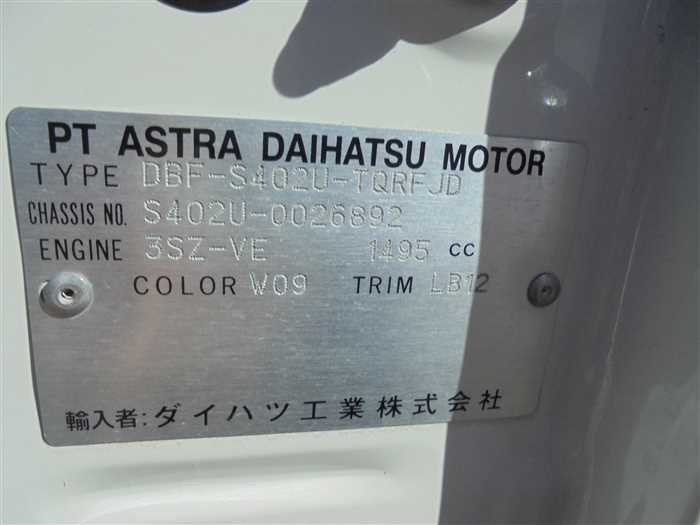 PT ASTRA DAIHATSU MOTOR
TYPE DBF-S402U-TQRFJD
CHASSIS NO. S402U-0026892
ENGINE 3SZ-VE 1495 CC
COLOR W09 TRIM LB12
輸入者: ダイハツ工業株式会社